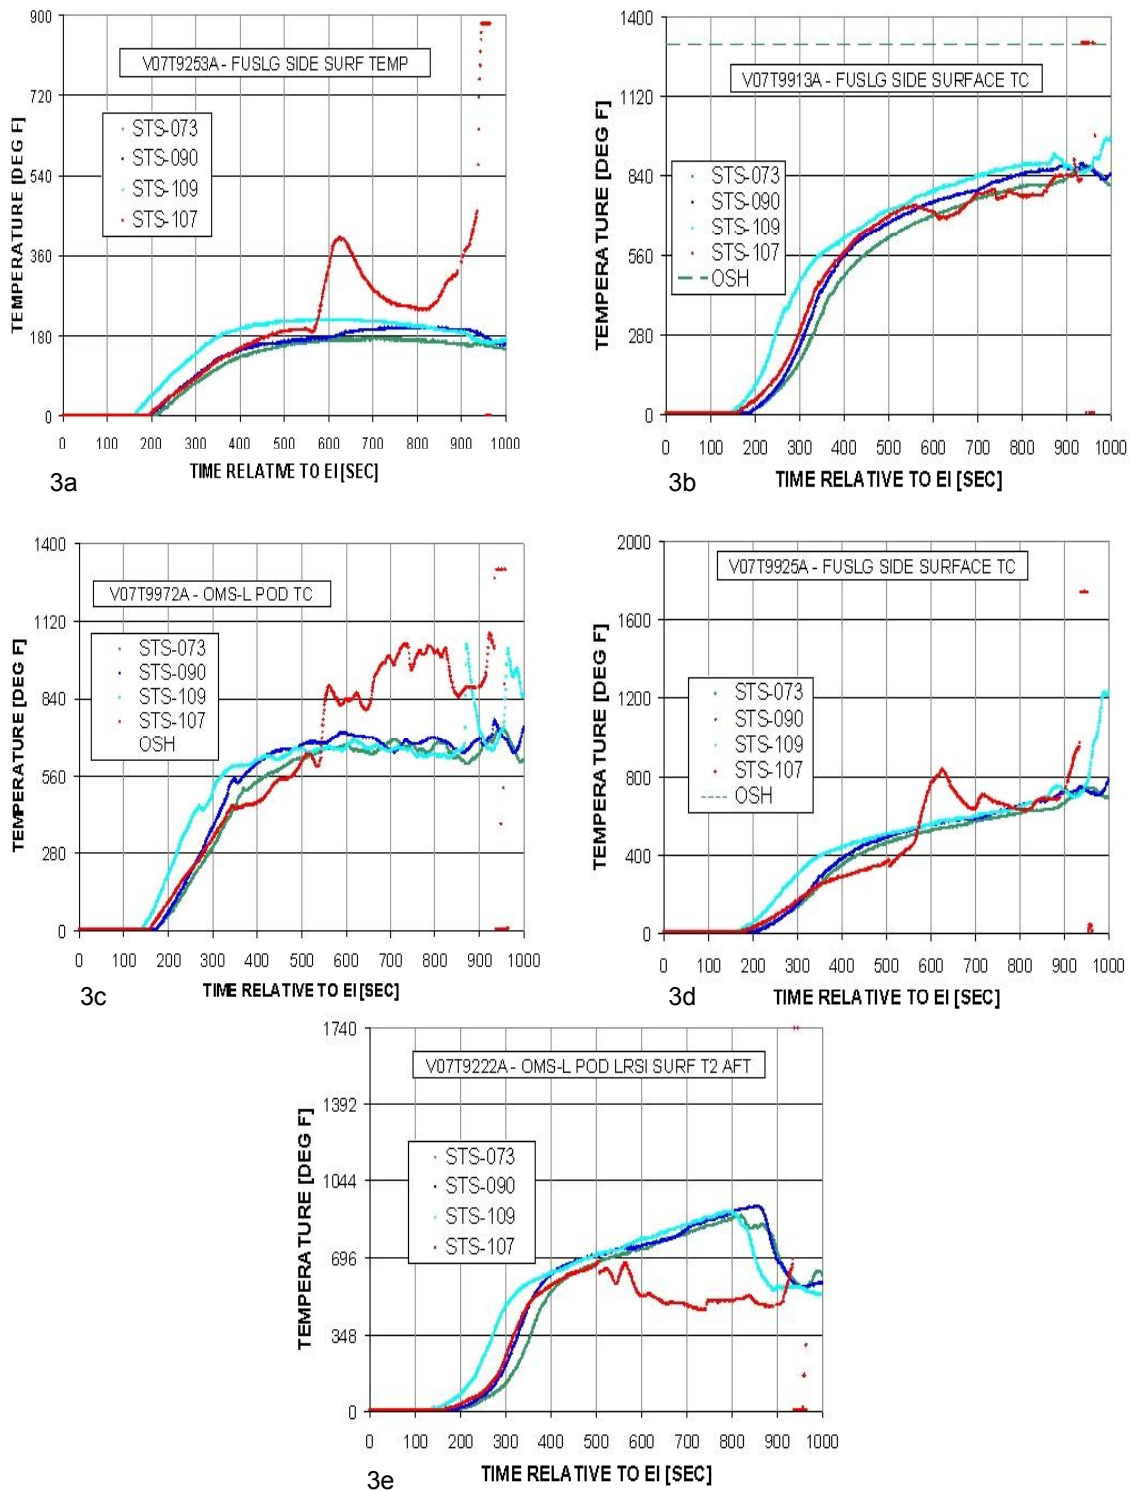 V07T9253A - FUSLG SIDE SURF TEMP
TEMPERATURE [DEG F]
900
720
540
360
180
0
STS-073
STS-090
STS-109
STS-107
0 100 200 300 400 500 600 700 800 900 1000
TIME RELATIVE TO EI [SEC]
3a
V07T9913A - FUSLG SIDE SURFACE TC
TEMPERATURE [DEG F]
1400
1120
840
560
280
0
STS-073
STS-090
STS-109
STS-107
OSH
0 100 200 300 400 500 600 700 800 900 1000
TIME RELATIVE TO EI [SEC]
3b
V07T9972A - OMS-L POD TC
TEMPERATURE [DEG F]
1400
1120
840
560
280
0
STS-073
STS-090
STS-109
STS-107
OSH
0 100 200 300 400 500 600 700 800 900 1000
TIME RELATIVE TO EI [SEC]
3c
V07T9925A - FUSLG SIDE SURFACE TC
TEMPERATURE [DEG F]
2000
1600
1200
800
400
0
STS-073
STS-090
STS-109
STS-107
OSH
0 100 200 300 400 500 600 700 800 900 1000
TIME RELATIVE TO EI [SEC]
3d
V07T9222A - OMS-L POD LRSI SURF T2 AFT
TEMPERATURE [DEG F]
1740
1392
1044
696
348
0
STS-073
STS-090
STS-109
STS-107
0 100 200 300 400 500 600 700 800 900 1000
TIME RELATIVE TO EI [SEC]
3e